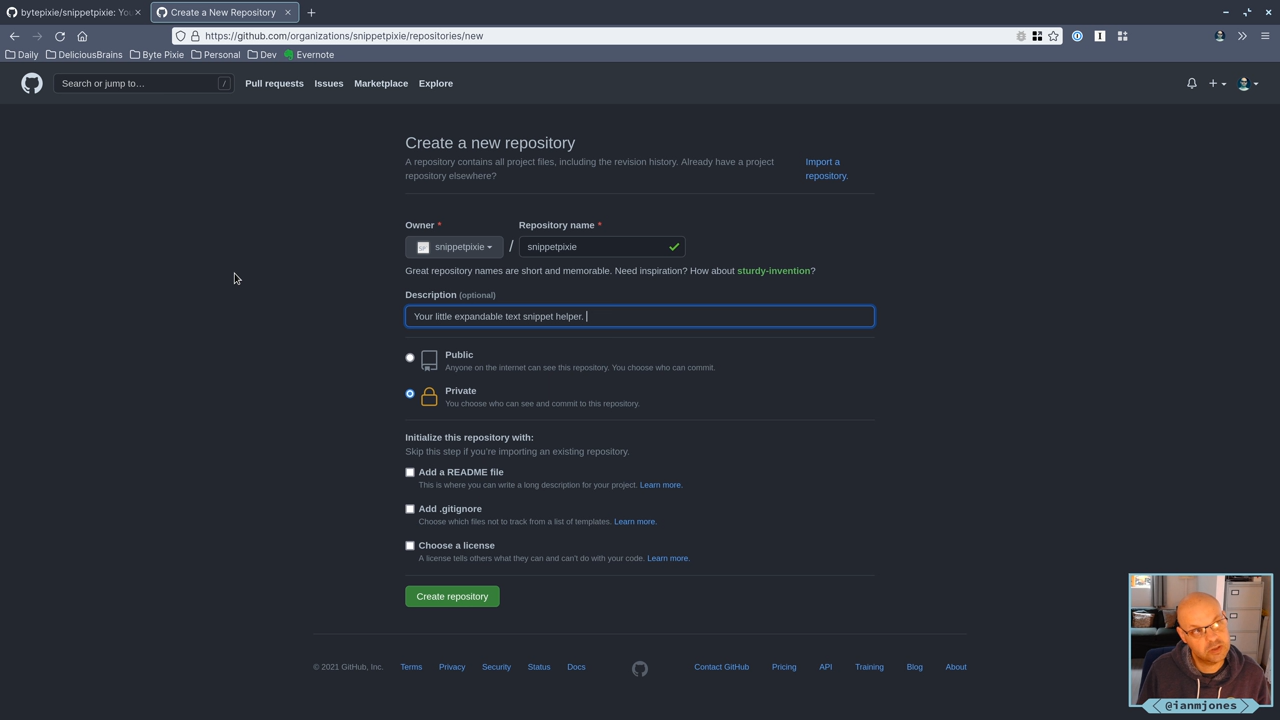 bytepixie/snippetpixie: Yo
Create a New Repository
https://github.com/organizations/snippetpixie/repositories/new
Daily
DeliciousBrains
Byte Pixie
Personal
Dev
Evernote
Search or jump to…
/
Pull requests
Issues
Marketplace
Explore
Create a new repository
A repository contains all project files, including the revision history. Already have a project
repository elsewhere?
Import a
repository.
Owner *
Repository name *
snippetpixie
/
snippetpixie
Great repository names are short and memorable. Need inspiration? How about sturdy-invention?
Description (optional)
Your little expandable text snippet helper.
Public
Anyone on the internet can see this repository. You choose who can commit.
Private
You choose who can see and commit to this repository.
Initialize this repository with:
Skip this step if you're importing an existing repository.
Add a README file
This is where you can write a long description for your project. Learn more.
Add .gitignore
Choose which files not to track from a list of templates. Learn more.
Choose a license
A license tells others what they can and can't do with your code. Learn more.
Create repository
© 2021 GitHub, Inc.
Terms
Privacy
Security
Status
Docs
Contact GitHub
Pricing
API
Training
Blog
About
@ianmjones